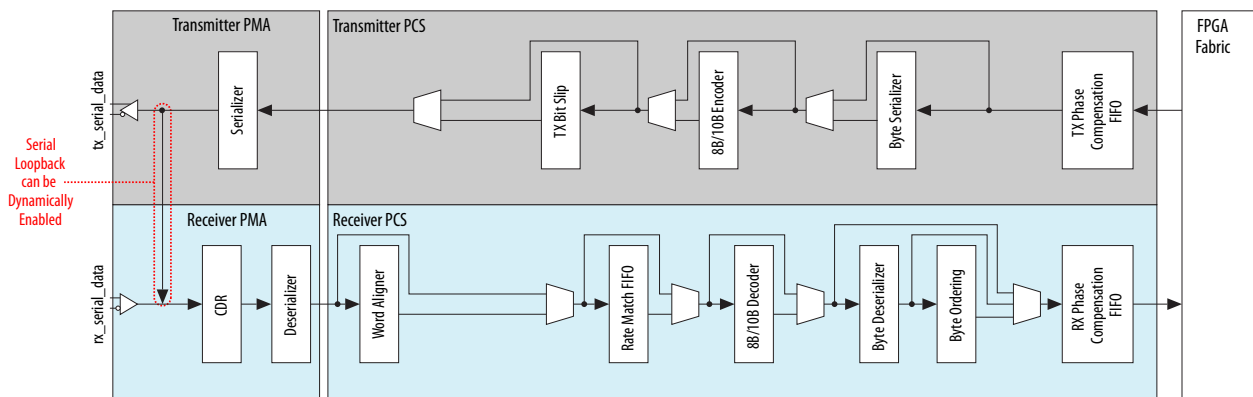 Transmitter PMA
Transmitter PCS
FPGA
Fabric
tx_serial_data
Serializer
TX Bit Slip
8B/10B Encoder
Byte Serializer
TX Phase
Compensation
FIFO
Serial
Loopback
can be
Dynamically
Enabled
Receiver PMA
Receiver PCS
rx_serial_data
CDR
Deserializer
Word Aligner
Rate Match FIFO
8B/10B Decoder
Byte Deserializer
Byte Ordering
RX Phase
Compensation
FIFO